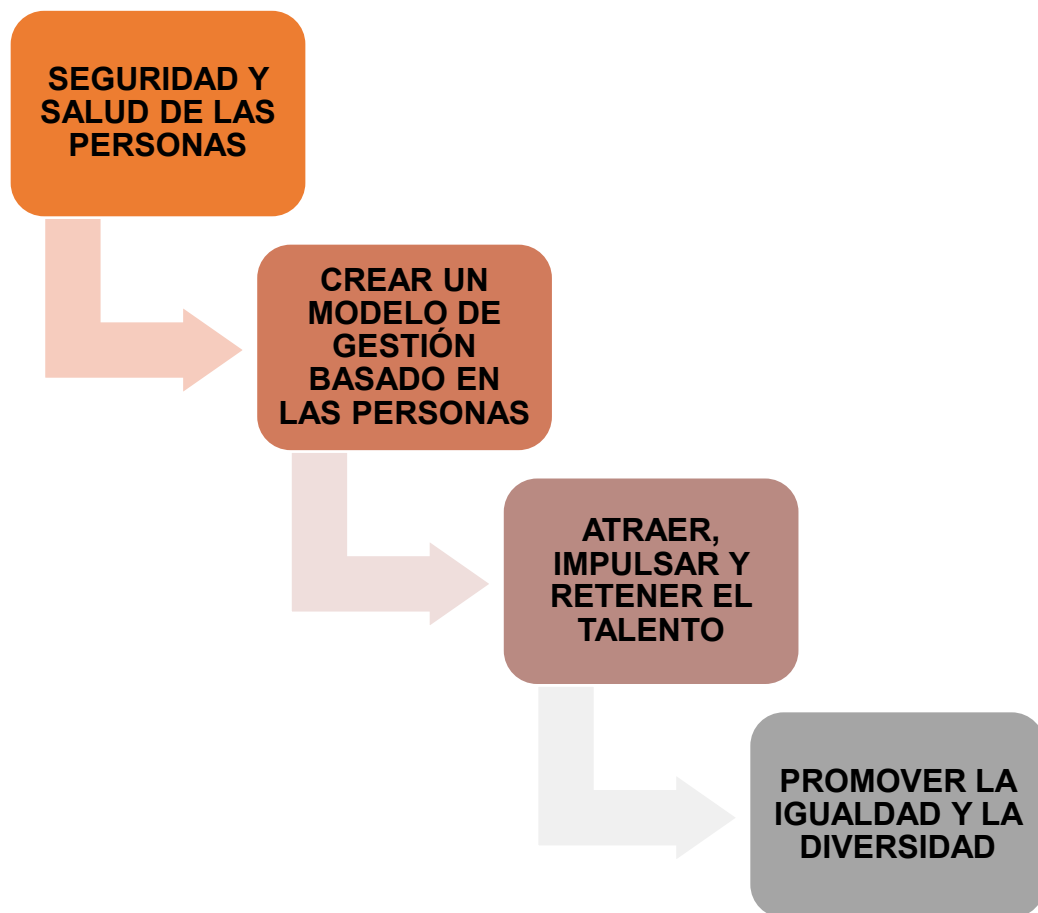 SEGURIDAD Y
SALUD DE LAS
PERSONAS
CREAR UN
MODELO DE
GESTIÓN
BASADO EN
LAS PERSONAS
ATRAER,
IMPULSAR Y
RETENER EL
TALENTO
PROMOVER LA
IGUALDAD Y LA
DIVERSIDAD